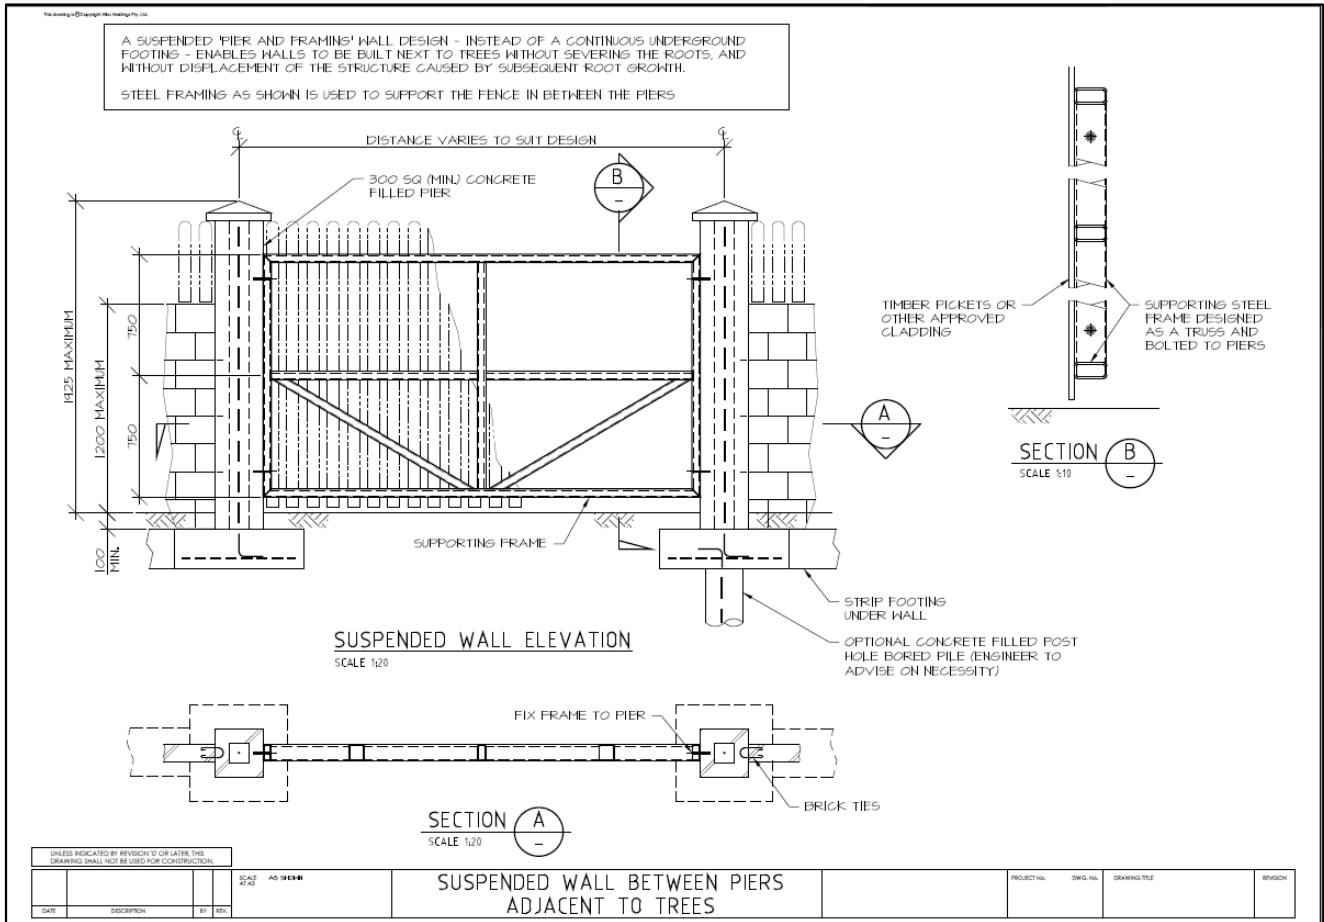 This drawing is © Copyright Hlso Holdings Pty. Ltd.
A SUSPENDED 'PIER AND FRAMING' WALL DESIGN - INSTEAD OF A CONTINUOUS UNDERGROUND
FOOTING - ENABLES WALLS TO BE BUILT NEXT TO TREES WITHOUT SEVERING THE ROOTS, AND
WITHOUT DISPLACEMENT OF THE STRUCTURE CAUSED BY SUBSEQUENT ROOT GROWTH.
STEEL FRAMING AS SHOWN IS USED TO SUPPORT THE FENCE IN BETWEEN THE PIERS
DISTANCE VARIES TO SUIT DESIGN
300 SQ (MIN.) CONCRETE
FILLED PIER
B
-
1925 MAXIMUM
1200 MAXIMUM
750
750
100
MIN.
A
-
SUPPORTING FRAME
STRIP FOOTING
UNDER WALL
OPTIONAL CONCRETE FILLED POST
HOLE BORED PILE (ENGINEER TO
ADVISE ON NECESSITY)
SUSPENDED WALL ELEVATION
SCALE 1:20
TIMBER PICKETS OR
OTHER APPROVED
CLADDING
SUPPORTING STEEL
FRAME DESIGNED
AS A TRUSS AND
BOLTED TO PIERS
SECTION B
-
SCALE 1:10
FIX FRAME TO PIER
BRICK TIES
SECTION A
-
SCALE 1:20
UNLESS INDICATED BY REVISION '0' OR LATER, THIS
DRAWING SHALL NOT BE USED FOR CONSTRUCTION.
DATE DESCRIPTION BY REV.
SCALE AS SHOWN
AT A3
SUSPENDED WALL BETWEEN PIERS
ADJACENT TO TREES
PROJECT No. DWG. No. DRAWING TITLE REVISION